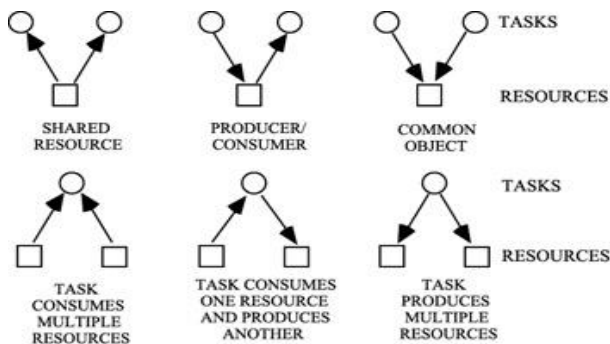 TASKS
RESOURCES
SHARED
RESOURCE
PRODUCER/
CONSUMER
COMMON
OBJECT
TASKS
RESOURCES
TASK
CONSUMES
MULTIPLE
RESOURCES
TASK CONSUMES
ONE RESOURCE
AND PRODUCES
ANOTHER
TASK
PRODUCES
MULTIPLE
RESOURCES